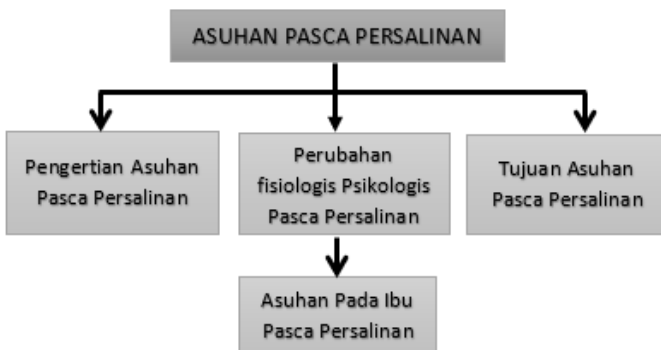 ASUHAN PASCA PERSALINAN
Pengertian Asuhan
Pasca Persalinan
Perubahan
fisiologis Psikologis
Pasca Persalinan
Tujuan Asuhan
Pasca Persalinan
Asuhan Pada Ibu
Pasca Persalinan